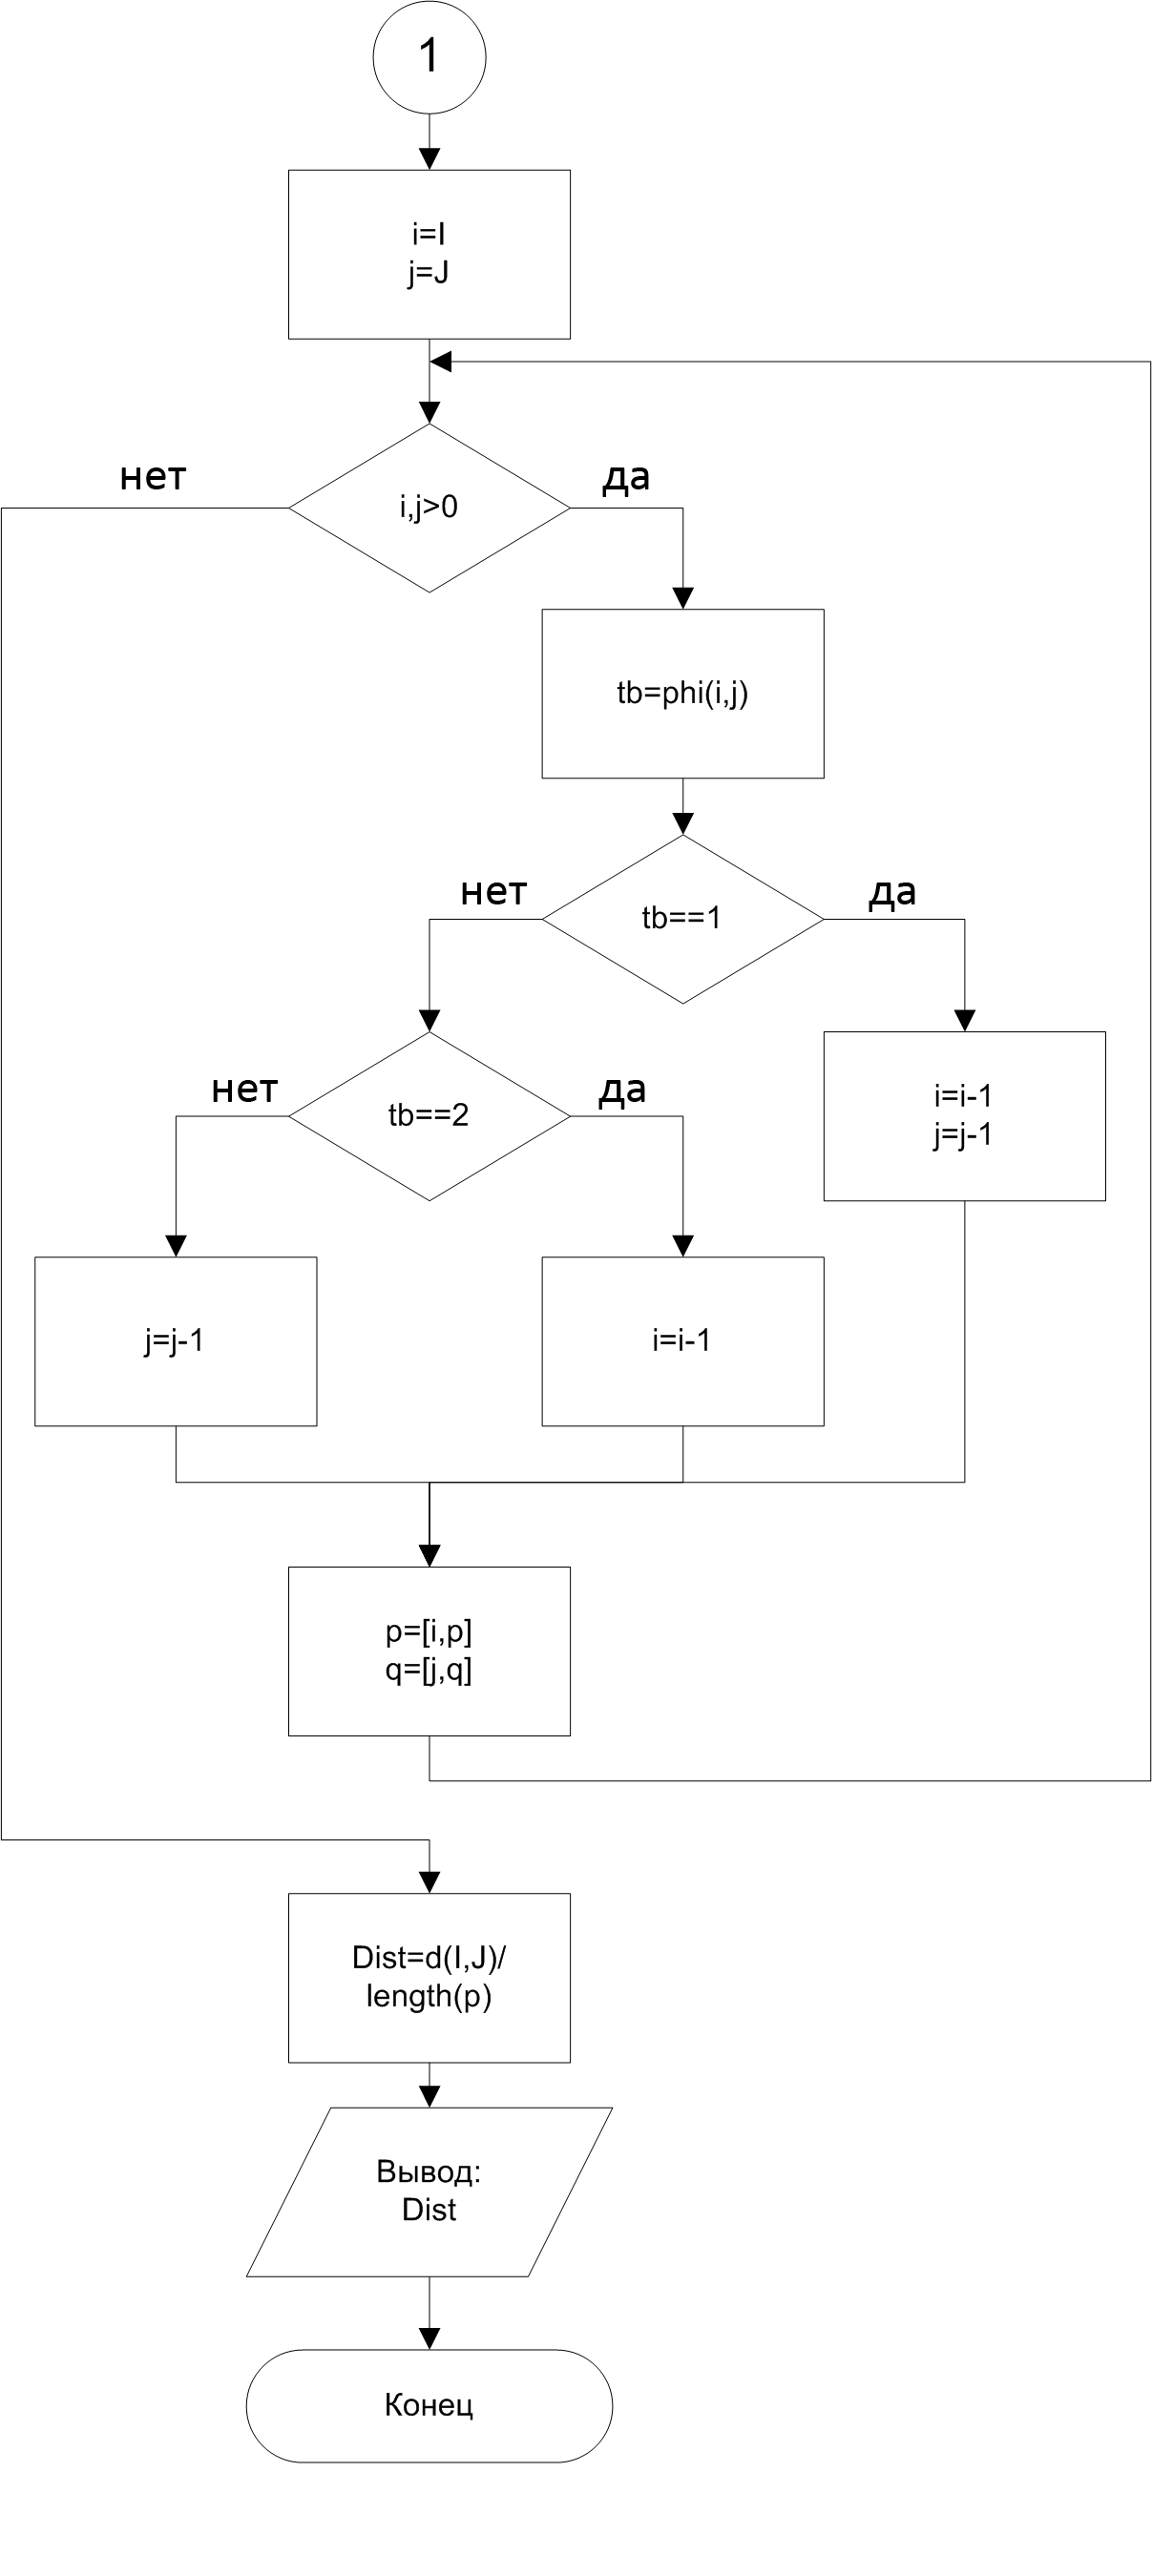 1
i=I
j=J
нет
да
i,j>0
tb=phi(i,j)
нет
да
tb==1
нет
да
tb==2
i=i-1
j=j-1
j=j-1
i=i-1
p=[i,p]
q=[j,q]
Dist=d(I,J)/
length(p)
Вывод:
Dist
Конец